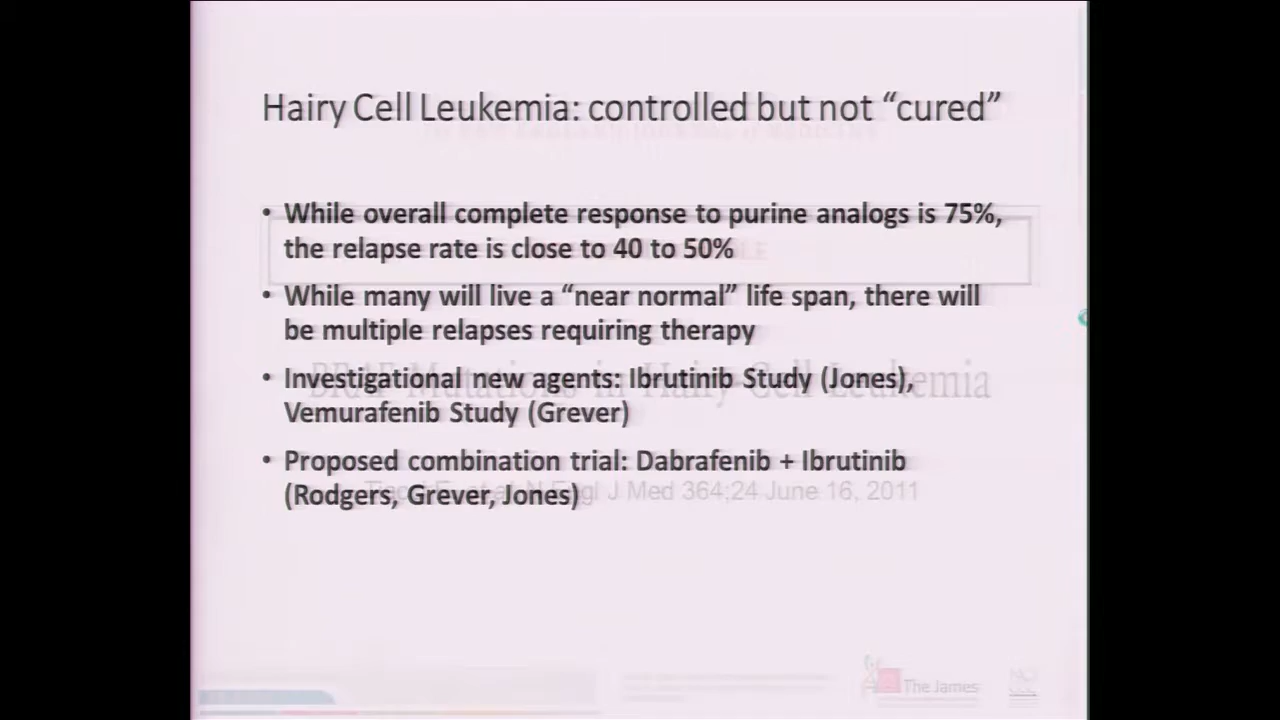 Hairy Cell Leukemia: controlled but not “cured”
• While overall complete response to purine analogs is 75%,
the relapse rate is close to 40 to 50%
• While many will live a “near normal” life span, there will
be multiple relapses requiring therapy
• Investigational new agents: Ibrutinib Study (Jones),
Vemurafenib Study (Grever)
BRAF Mutations in Hairy-Cell Leukemia
• Proposed combination trial: Dabrafenib + Ibrutinib
(Rodgers, Grever, Jones)
et al. N Engl J Med 364;24 June 16, 2011
The James